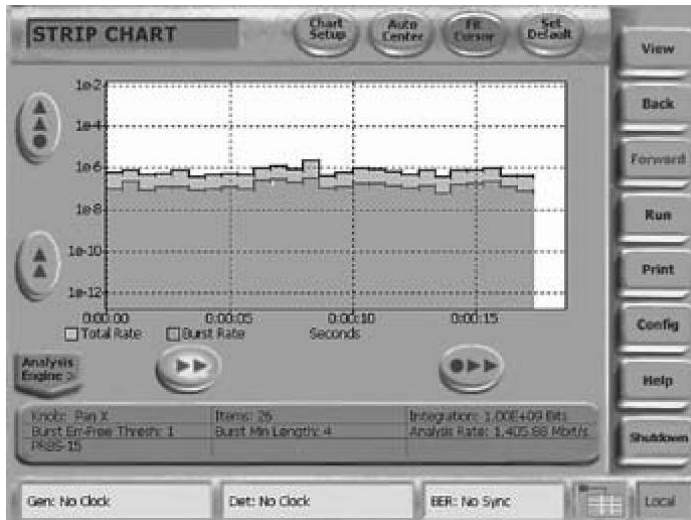 STRIP CHART
Chart Setup
Auto Center
Fit Cursor
Set Default
View
Back
Forward
Run
Print
Config
Help
Shutdown
1e-2
1e-4
1e-6
1e-8
1e-10
1e-12
0:00:00 0:00:05 0:00:10 0:00:15
Total Rate Burst Rate Seconds
Analysis Engine >
Knob: Pan X Items: 26 Integration: 1.00E+09 Bits
Burst Err-Free Thresh: 1 Burst Min Length: 4 Analysis Rate: 1,405.88 Mbit/s
PRBS-15
Gen: No Clock Det: No Clock BER: No Sync Local